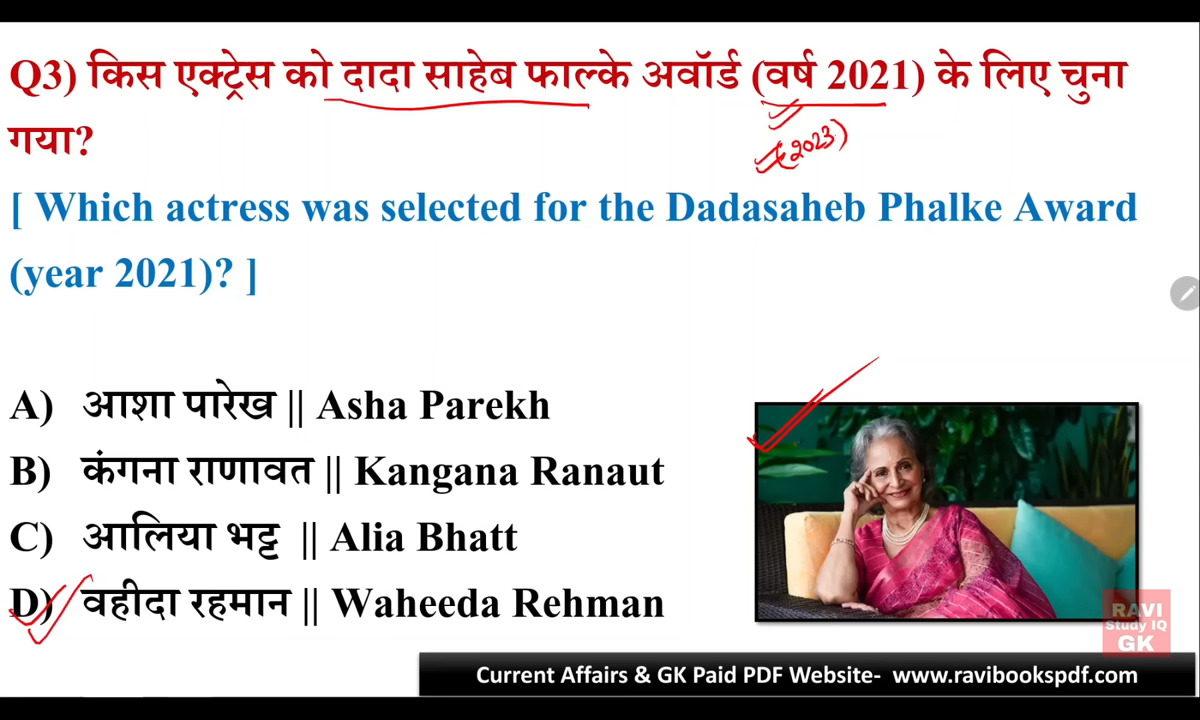 Q3) किस एक्ट्रेस को दादा साहेब फाल्के अवॉर्ड (वर्ष 2021) के लिए चुना
गया?
(2023)
[ Which actress was selected for the Dadasaheb Phalke Award
(year 2021)? ]
A) आशा पारेख || Asha Parekh
B) कंगना राणावत || Kangana Ranaut
C) आलिया भट्ट || Alia Bhatt
D) वहीदा रहमान || Waheeda Rehman
RAVI
Study IQ
GK
Current Affairs & GK Paid PDF Website- www.ravibookspdf.com